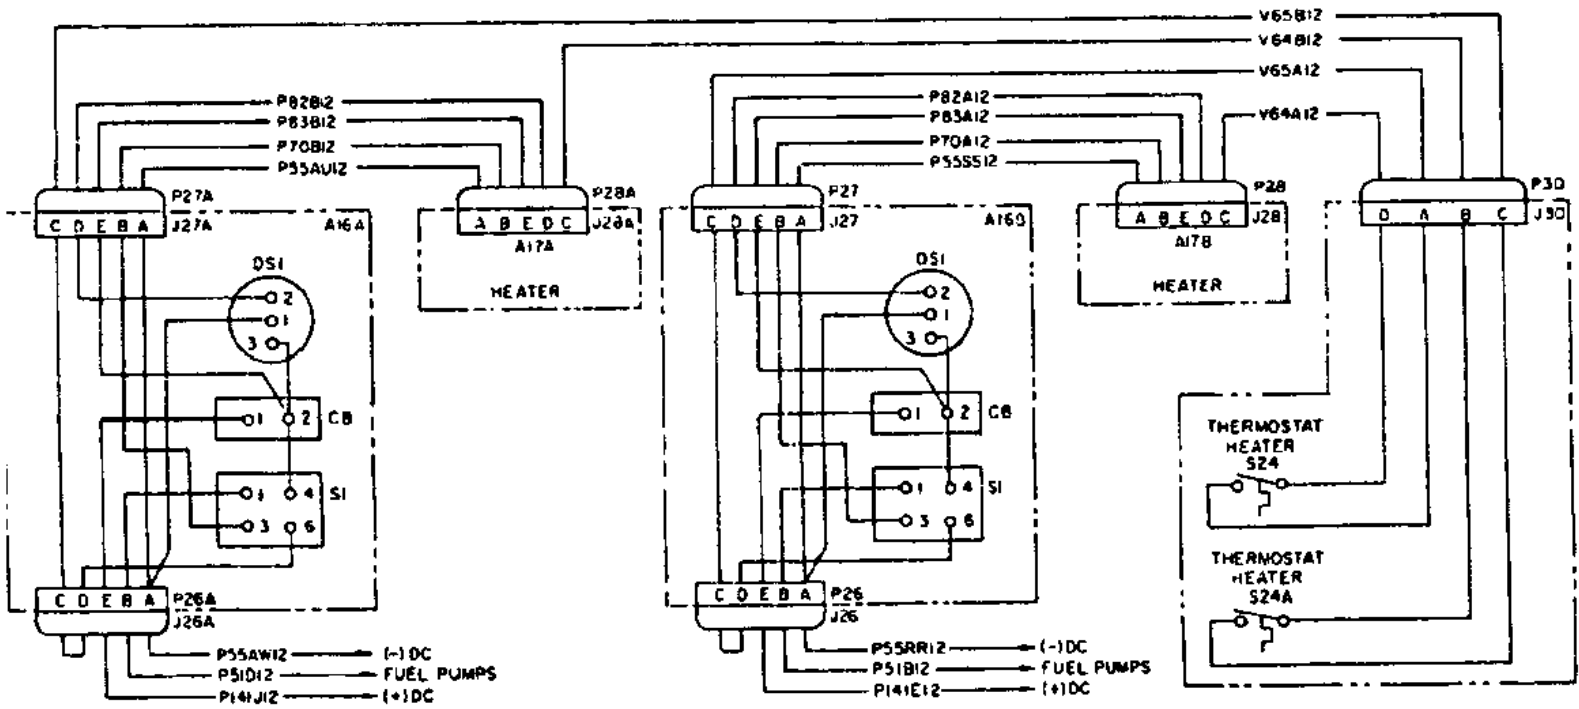 V65B12
V64B12
V65A12
P82B12
P82A12
P83B12
P83A12
V64A12
P70B12
P70A12
P55AU12
P55SS12
P27A
P28A
P27
P28
P30
C D E B A
J27A
A16A
A B E D C
J28A
C D E B A
J27
A16B
A B E D C
J28
D A B C
J30
A17A
A17B
HEATER
HEATER
DS1
2
1
3
DS1
2
1
3
1 2 CB
1 2 CB
1 4 S1
3 6
1 4 S1
3 6
THERMOSTAT
HEATER
S24
THERMOSTAT
HEATER
S24A
C D E B A
P26A
J26A
C D E B A
P26
J26
P55AW12 (-)DC
P51D12 FUEL PUMPS
P141J12 (+)DC
P55RR12 (-)DC
P51B12 FUEL PUMPS
P141E12 (+)DC